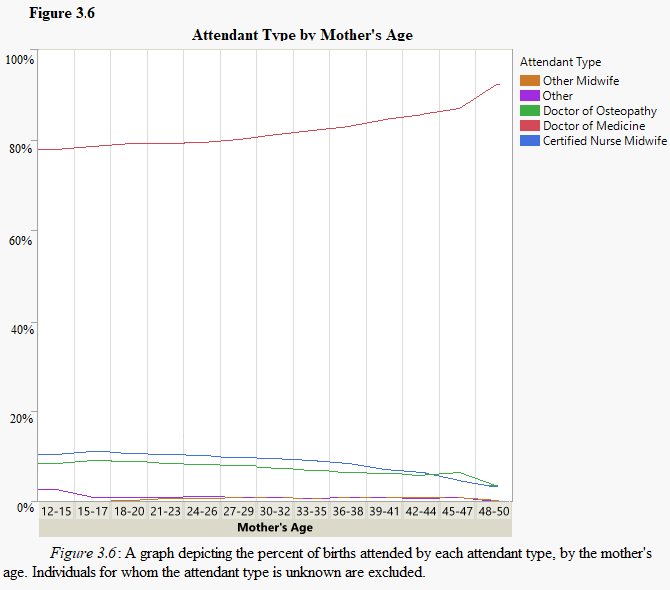 Figure 3.6
Attendant Type by Mother's Age
100%
80%
60%
40%
20%
0%
12-15 15-17 18-20 21-23 24-26 27-29 30-32 33-35 36-38 39-41 42-44 45-47 48-50
Mother's Age
Attendant Type
Other Midwife
Other
Doctor of Osteopathy
Doctor of Medicine
Certified Nurse Midwife
Figure 3.6: A graph depicting the percent of births attended by each attendant type, by the mother's
age. Individuals for whom the attendant type is unknown are excluded.